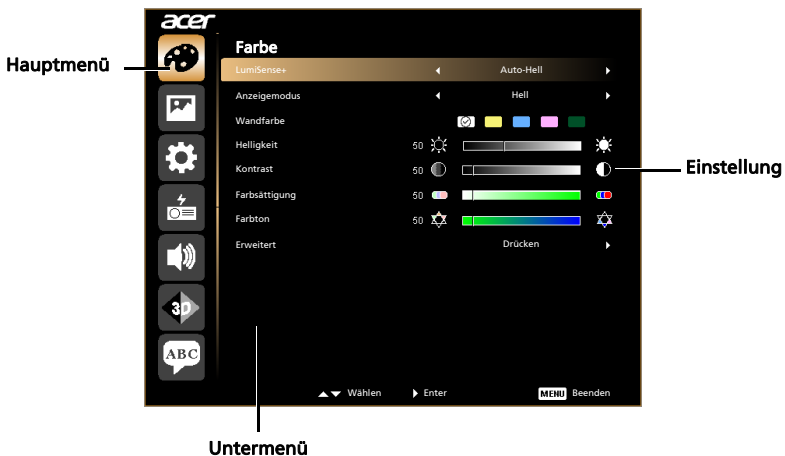 acer
Farbe
Hauptmenü
LumiSense+ Auto-Hell
Anzeigemodus Hell
Wandfarbe
Helligkeit 50
Kontrast 50
Einstellung
Farbsättigung 50
Farbton 50
Erweitert Drücken
3D
ABC
Wählen Enter MENU Beenden
Untermenü